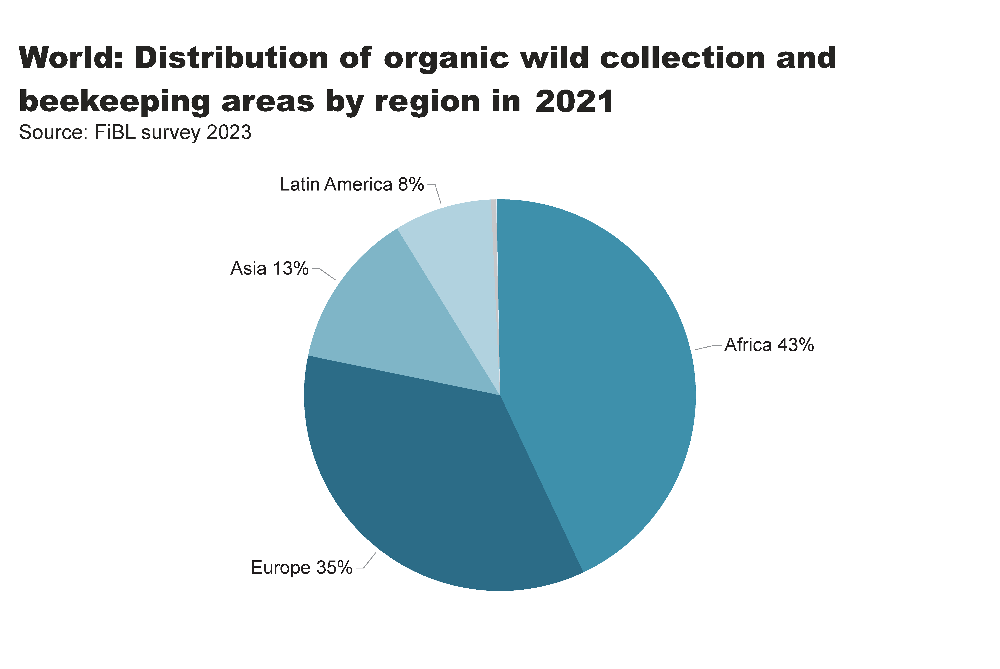 World: Distribution of organic wild collection and
beekeeping areas by region in 2021
Source: FiBL survey 2023
Latin America 8%
Asia 13%
Africa 43%
Europe 35%